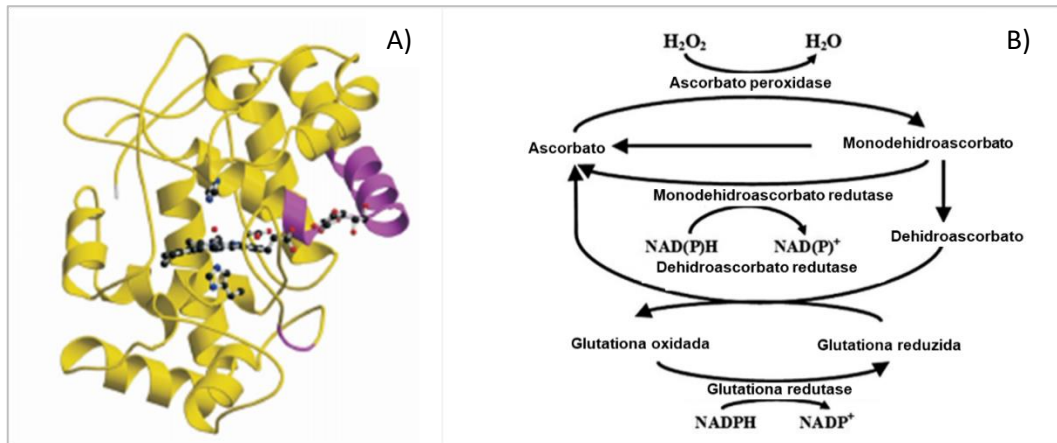 A)
B)
H₂O₂ H₂O
Ascorbato peroxidase
Ascorbato
Monodehidroascorbato
Monodehidroascorbato redutase
NAD(P)H NAD(P)⁺
Dehidroascorbato
Dehidroascorbato redutase
Glutationa oxidada Glutationa reduzida
Glutationa redutase
NADPH NADP⁺